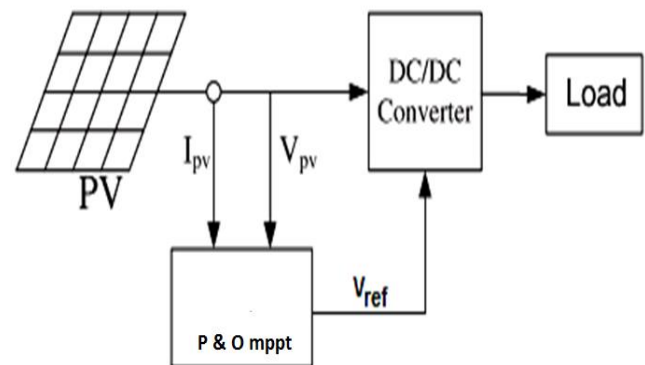 DC/DC
Converter
Load
PV
Ipv
Vpv
Vref
P & O mppt